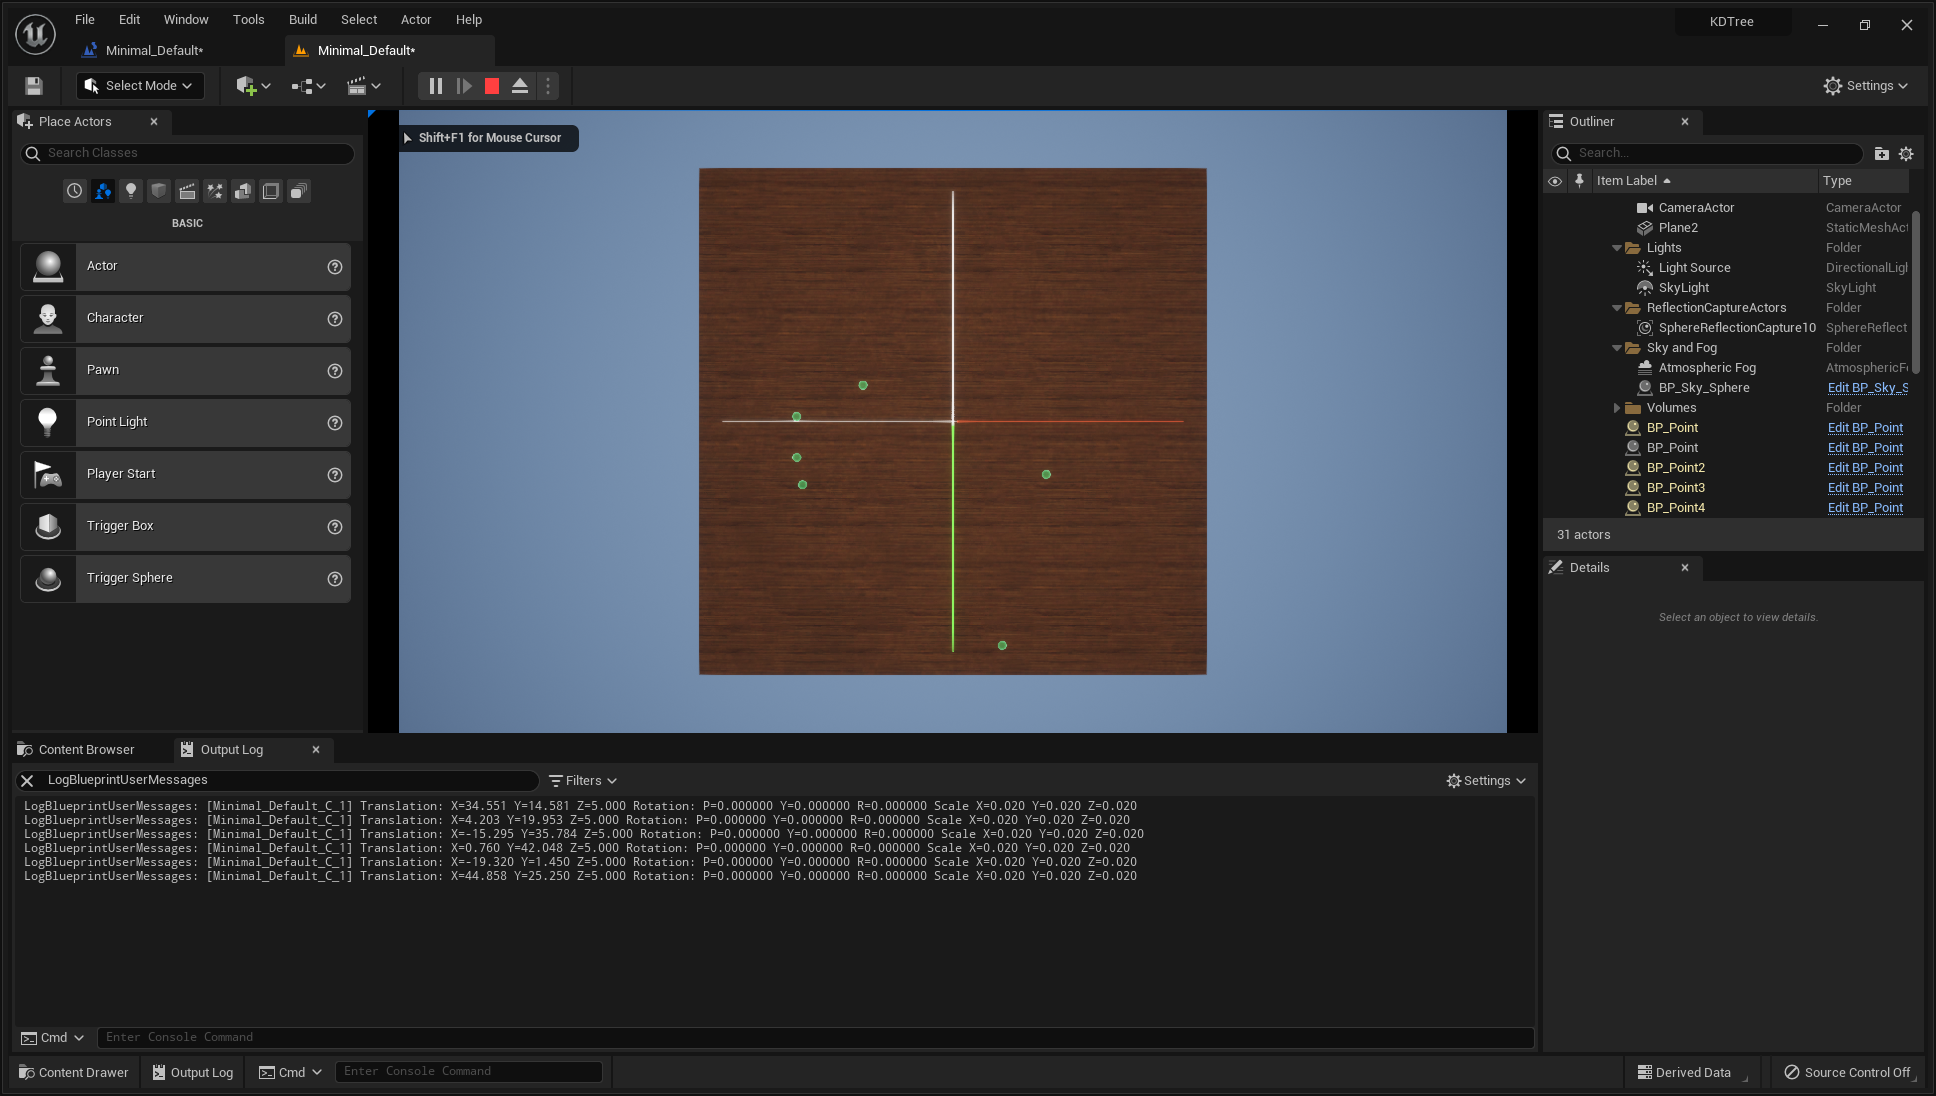 File Edit Window Tools Build Select Actor Help
KDTree
Minimal_Default*
Minimal_Default*
Select Mode
Settings
Place Actors
Search Classes
BASIC
Actor
Character
Pawn
Point Light
Player Start
Trigger Box
Trigger Sphere
Shift+F1 for Mouse Cursor
Outliner
Search...
Item Label Type
CameraActor CameraActor
Plane2 StaticMeshAct
Lights Folder
Light Source DirectionalLigh
SkyLight SkyLight
ReflectionCaptureActors Folder
SphereReflectionCapture10 SphereReflect
Sky and Fog Folder
Atmospheric Fog AtmosphericF
BP_Sky_Sphere Edit BP_Sky_S
Volumes Folder
BP_Point Edit BP_Point
BP_Point Edit BP_Point
BP_Point2 Edit BP_Point
BP_Point3 Edit BP_Point
BP_Point4 Edit BP_Point
31 actors
Details
Select an object to view details.
Content Browser Output Log
LogBlueprintUserMessages
Filters
Settings
LogBlueprintUserMessages: [Minimal_Default_C_1] Translation: X=34.551 Y=14.581 Z=5.000 Rotation: P=0.000000 Y=0.000000 R=0.000000 Scale X=0.020 Y=0.020 Z=0.020
LogBlueprintUserMessages: [Minimal_Default_C_1] Translation: X=4.203 Y=19.953 Z=5.000 Rotation: P=0.000000 Y=0.000000 R=0.000000 Scale X=0.020 Y=0.020 Z=0.020
LogBlueprintUserMessages: [Minimal_Default_C_1] Translation: X=-15.295 Y=35.784 Z=5.000 Rotation: P=0.000000 Y=0.000000 R=0.000000 Scale X=0.020 Y=0.020 Z=0.020
LogBlueprintUserMessages: [Minimal_Default_C_1] Translation: X=0.760 Y=42.048 Z=5.000 Rotation: P=0.000000 Y=0.000000 R=0.000000 Scale X=0.020 Y=0.020 Z=0.020
LogBlueprintUserMessages: [Minimal_Default_C_1] Translation: X=-19.320 Y=1.450 Z=5.000 Rotation: P=0.000000 Y=0.000000 R=0.000000 Scale X=0.020 Y=0.020 Z=0.020
LogBlueprintUserMessages: [Minimal_Default_C_1] Translation: X=44.858 Y=25.250 Z=5.000 Rotation: P=0.000000 Y=0.000000 R=0.000000 Scale X=0.020 Y=0.020 Z=0.020
Cmd Enter Console Command
Content Drawer Output Log Cmd Enter Console Command Derived Data Source Control Off